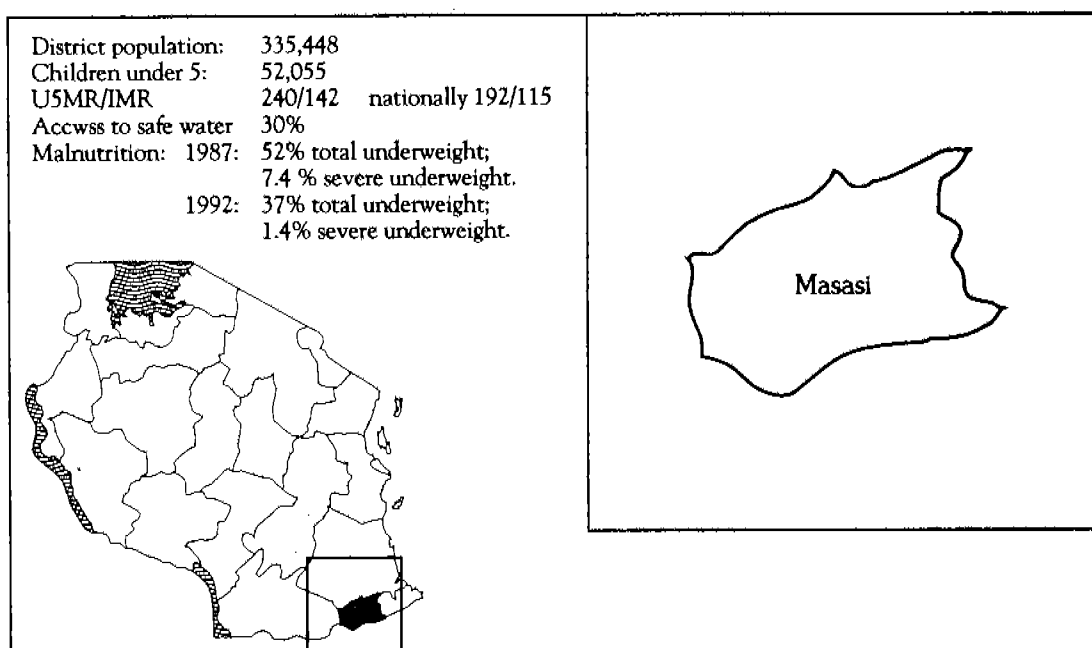 District population: 335,448
Children under 5: 52,055
U5MR/IMR 240/142 nationally 192/115
Accwss to safe water 30%
Malnutrition: 1987: 52% total underweight;
7.4 % severe underweight.
1992: 37% total underweight;
1.4% severe underweight.
Masasi